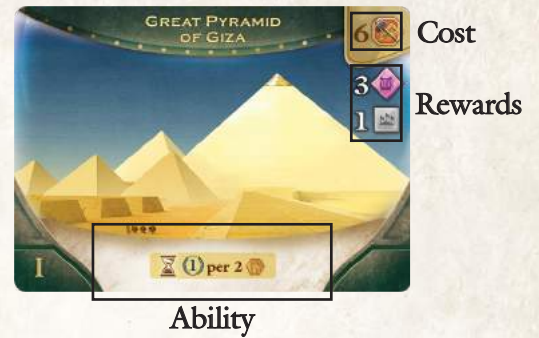 GREAT PYRAMID
OF GIZA
6
Cost
3
1
Rewards
I
1 per 2
Ability